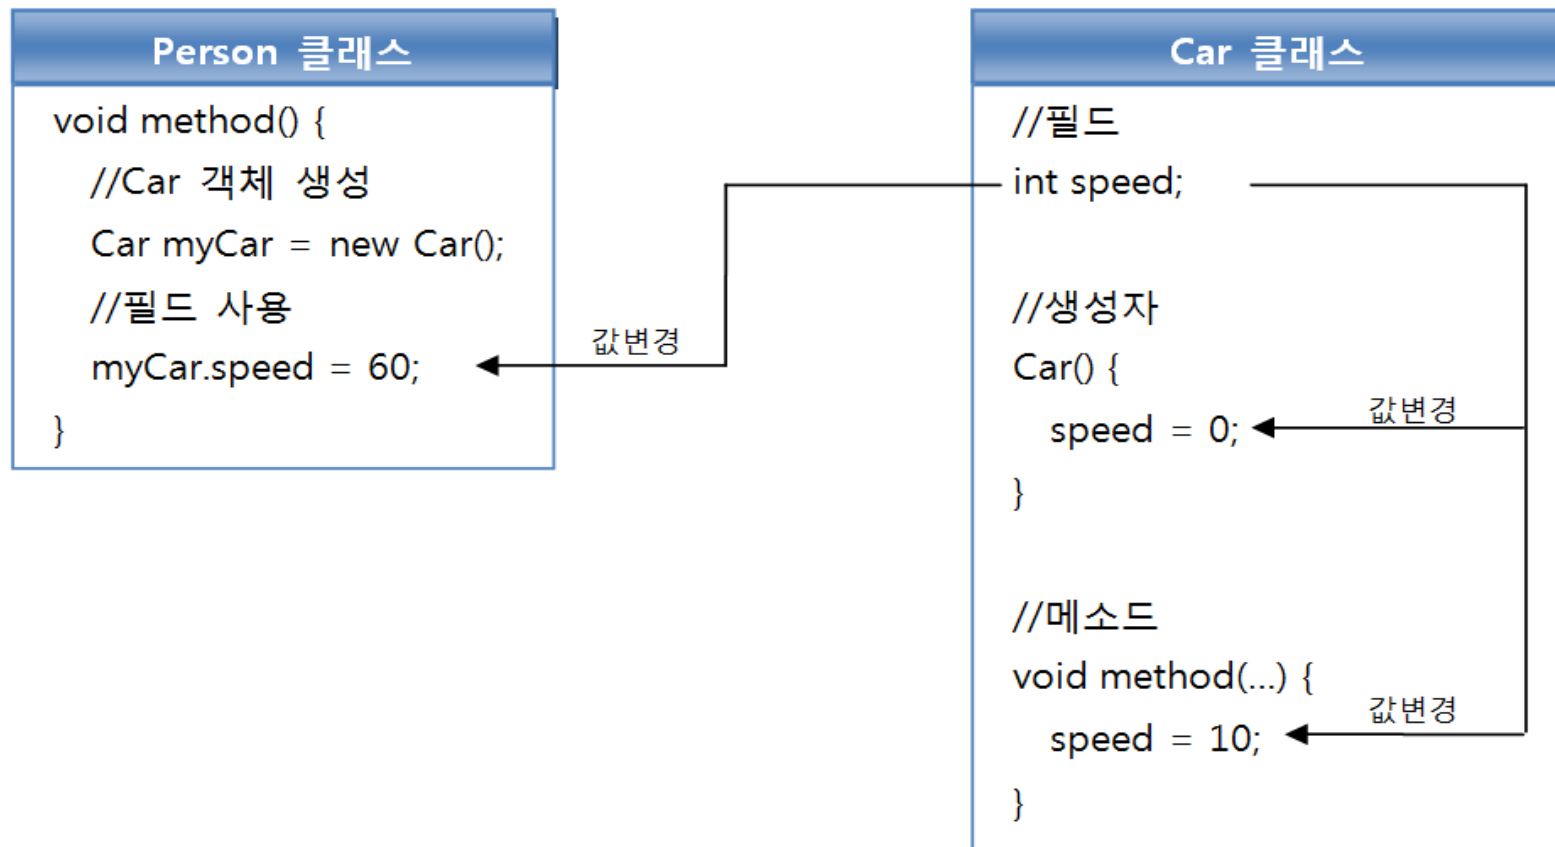 Person 클래스
void method() {
//Car 객체 생성
Car myCar = new Car();
//필드 사용
myCar.speed = 60;
}
값변경
Car 클래스
//필드
int speed;
//생성자
Car() {
speed = 0;
값변경
}
//메소드
void method(...) {
speed = 10;
값변경
}